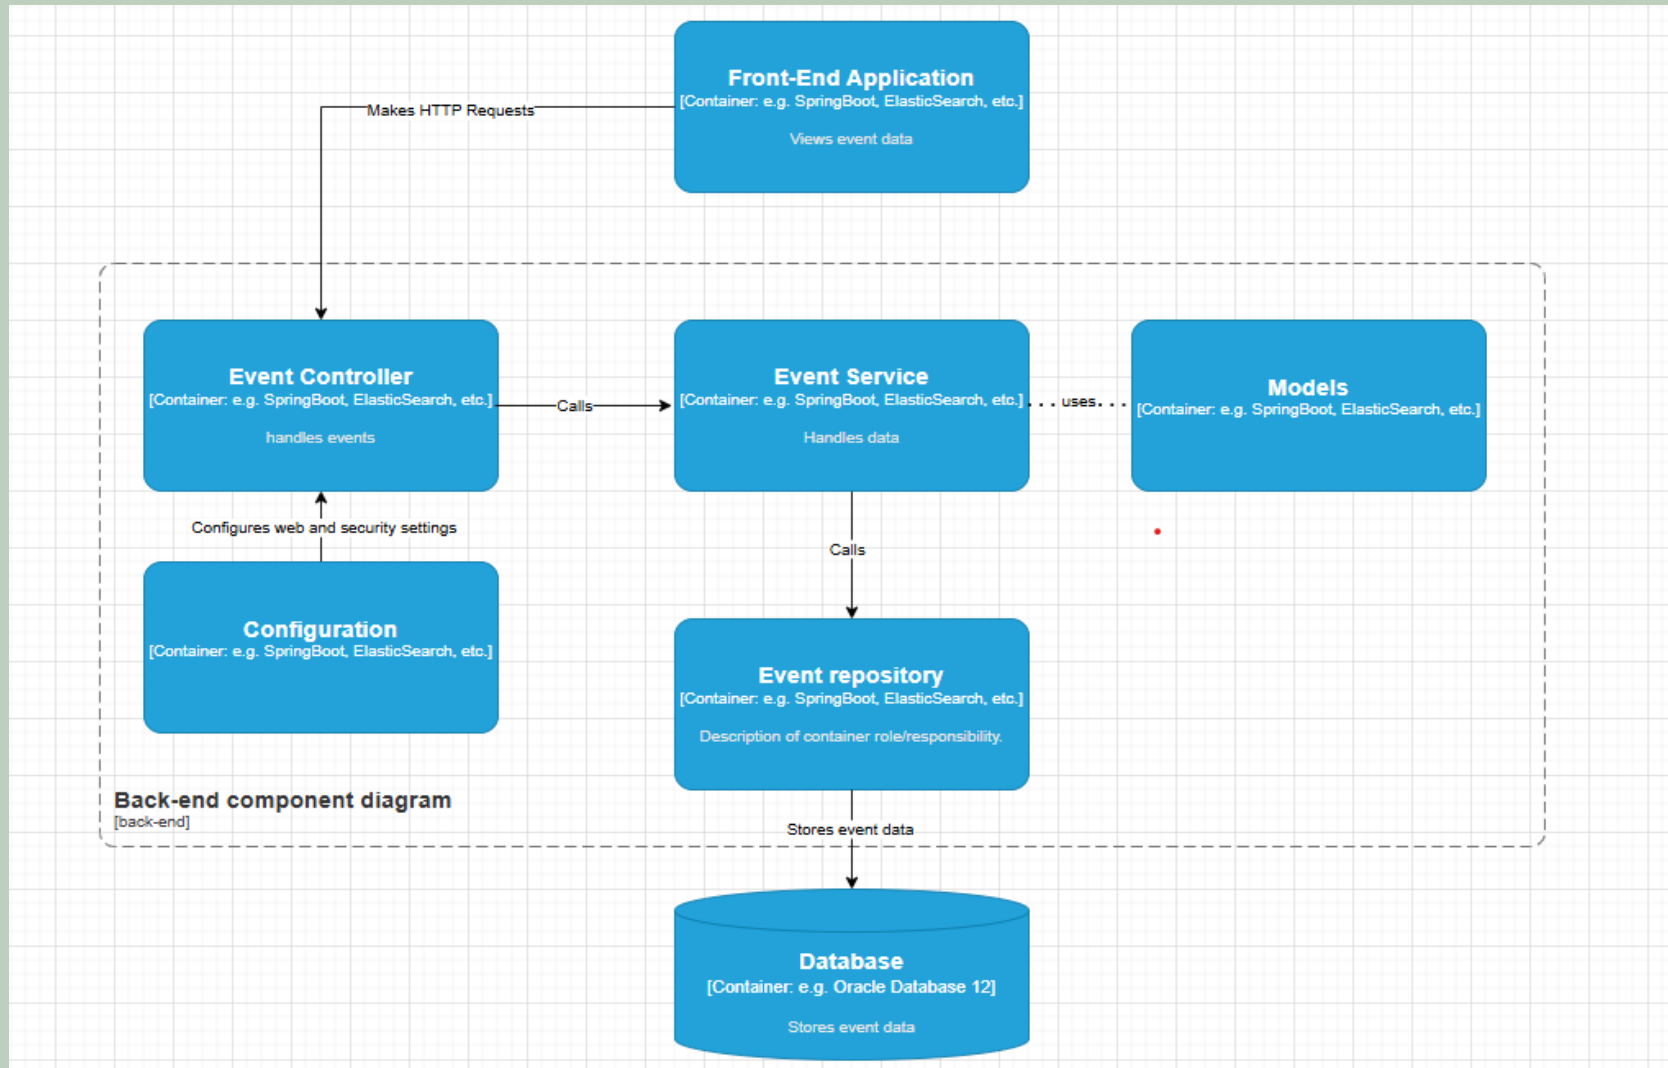 Front-End Application
[Container: e.g. SpringBoot, ElasticSearch, etc.]
Views event data
Makes HTTP Requests
Event Controller
[Container: e.g. SpringBoot, ElasticSearch, etc.]
handles events
Calls
Event Service
[Container: e.g. SpringBoot, ElasticSearch, etc.]
Handles data
uses
Models
[Container: e.g. SpringBoot, ElasticSearch, etc.]
Configures web and security settings
Calls
Configuration
[Container: e.g. SpringBoot, ElasticSearch, etc.]
Event repository
[Container: e.g. SpringBoot, ElasticSearch, etc.]
Description of container role/responsibility.
Back-end component diagram
[back-end]
Stores event data
Database
[Container: e.g. Oracle Database 12]
Stores event data